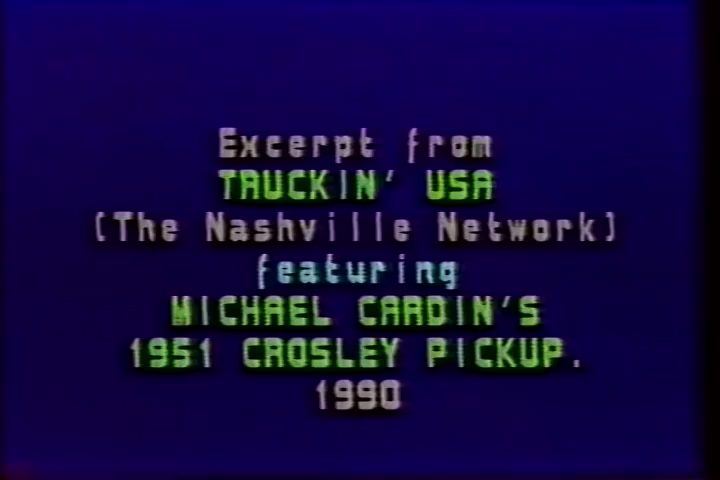 Excerpt from
TRUCKIN' USA
(The Nashville Network)
featuring
MICHAEL CARDIN'S
1951 CROSLEY PICKUP.
1990